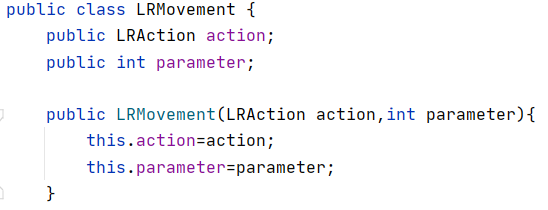 public class LRMovement {
    public LRAction action;
    public int parameter;

    public LRMovement(LRAction action,int parameter){
        this.action=action;
        this.parameter=parameter;
    }